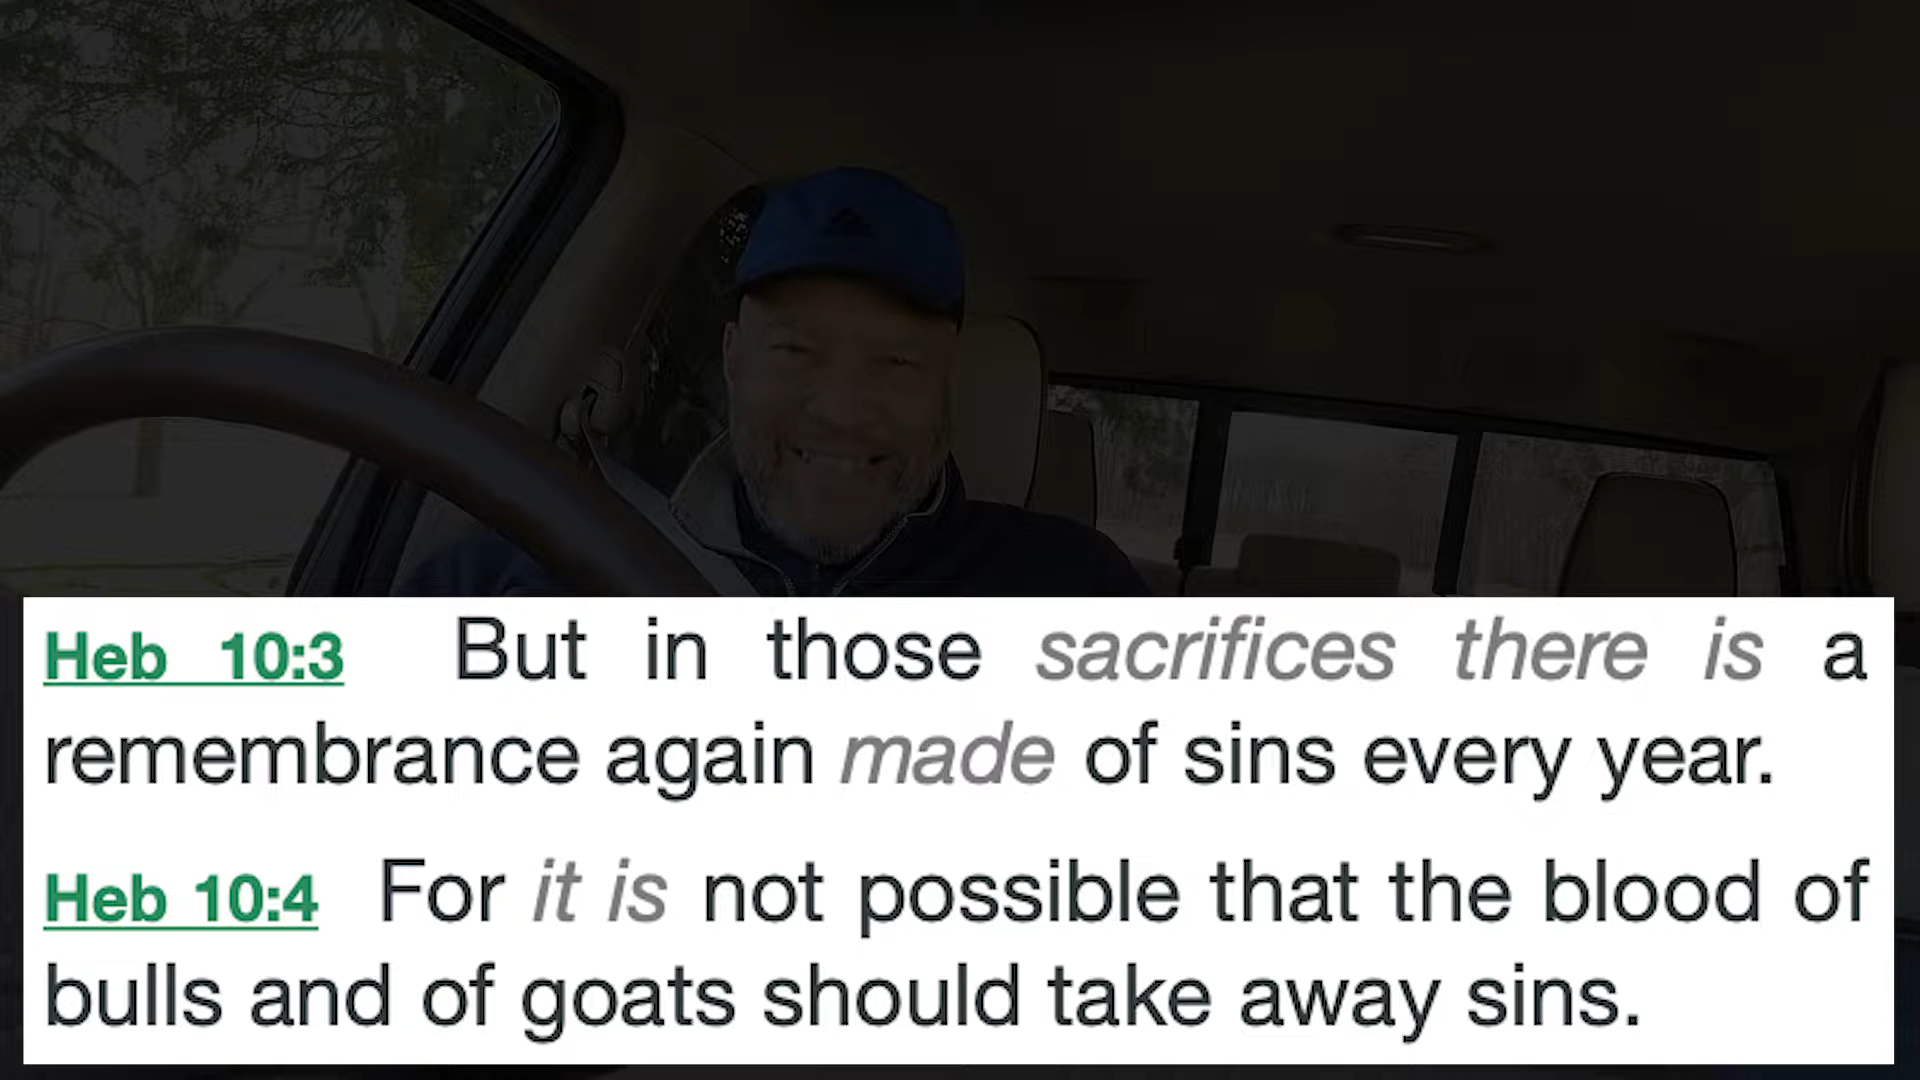 Heb 10:3 But in those sacrifices there is a
remembrance again made of sins every year.
Heb 10:4 For it is not possible that the blood of
bulls and of goats should take away sins.